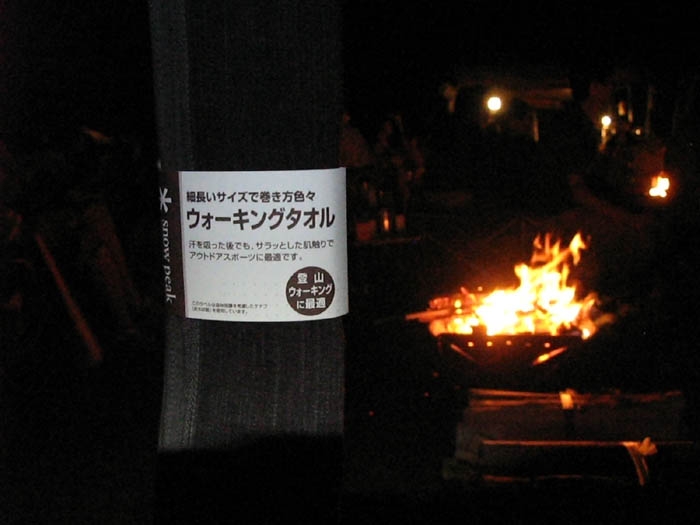 細長いサイズで巻き方色々
ウォーキングタオル
汗を吸った後でも、サラッとした肌触りで
アウトドアスポーツに最適です。
登山
ウォーキング
に最適
snow peak